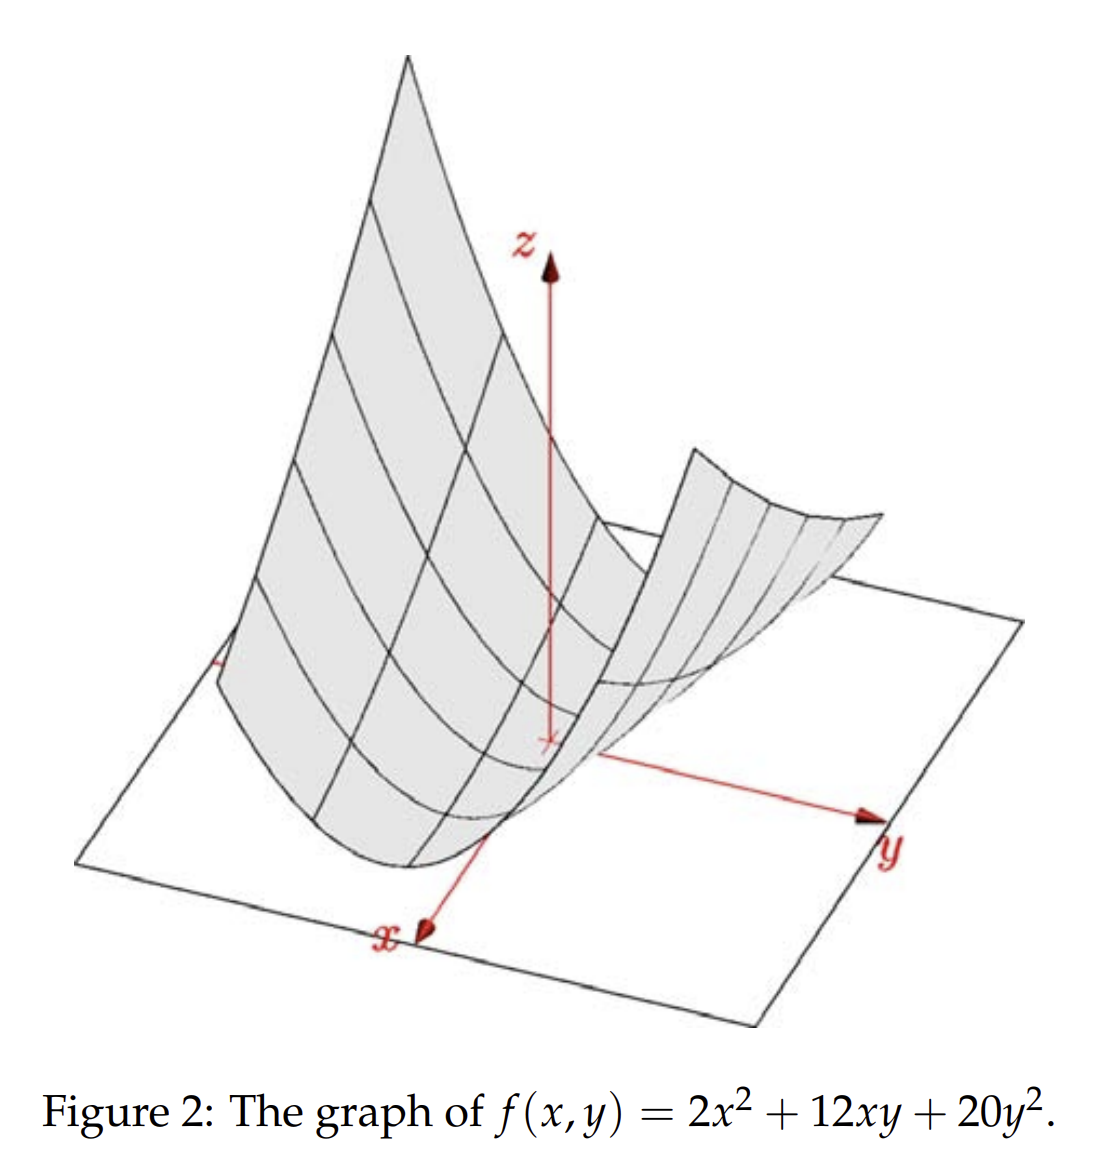 z
y
x
Figure 2: The graph of f(x, y) = 2x² + 12xy + 20y².